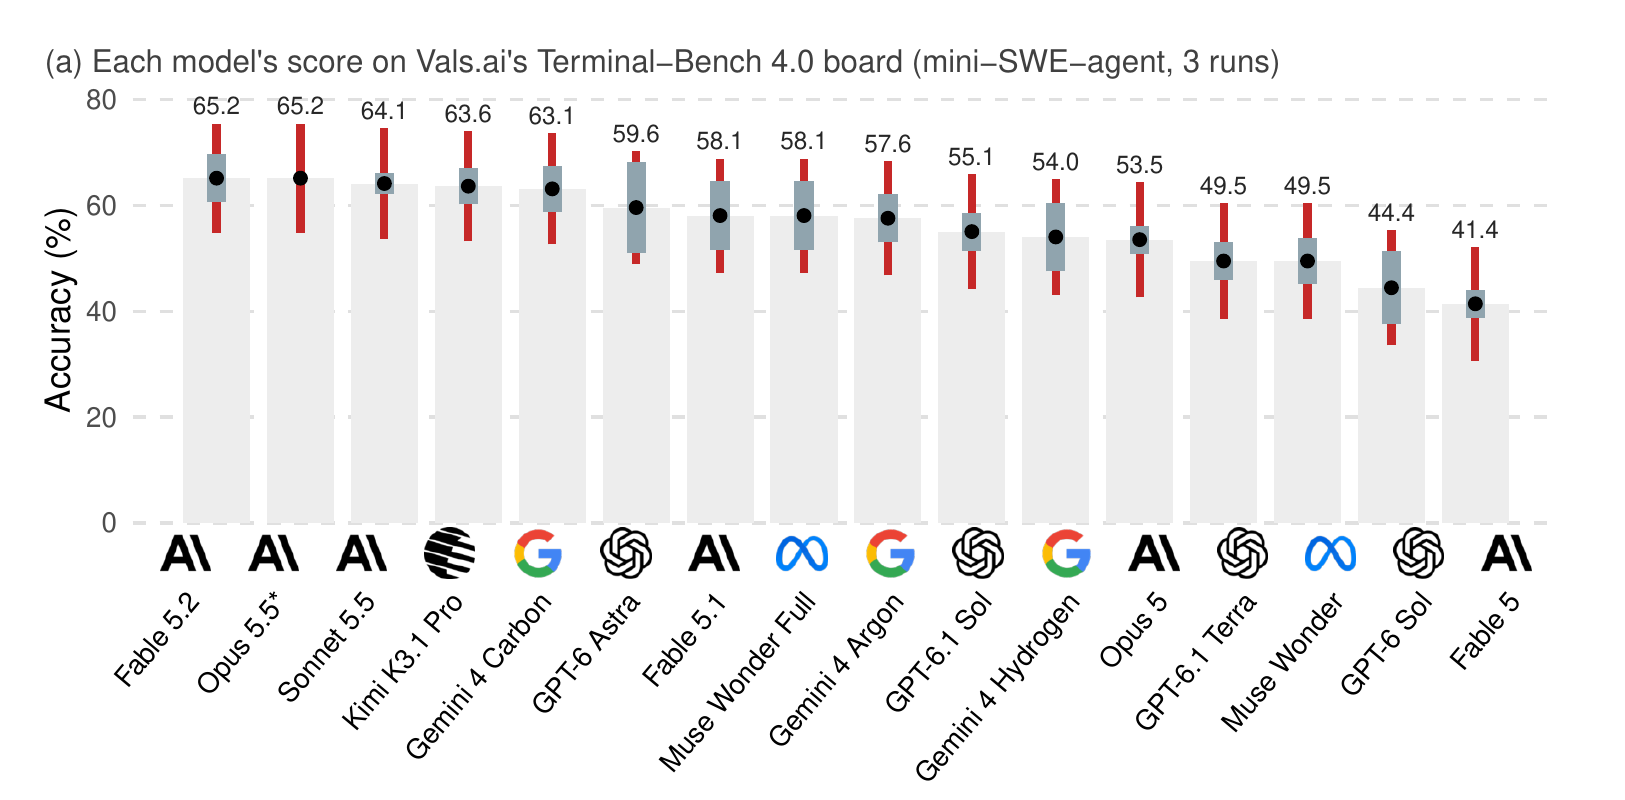 (a) Each model's score on Vals.ai's Terminal−Bench 4.0 board (mini−SWE−agent, 3 runs)
Accuracy (%)
80
60
40
20
0
65.2
65.2
64.1
63.6
63.1
59.6
58.1
58.1
57.6
55.1
54.0
53.5
49.5
49.5
44.4
41.4
Fable 5.2
Opus 5.5*
Sonnet 5.5
Kimi K3.1 Pro
Gemini 4 Carbon
GPT-6 Astra
Fable 5.1
Muse Wonder Full
Gemini 4 Argon
GPT-6.1 Sol
Gemini 4 Hydrogen
Opus 5
GPT-6.1 Terra
Muse Wonder
GPT-6 Sol
Fable 5